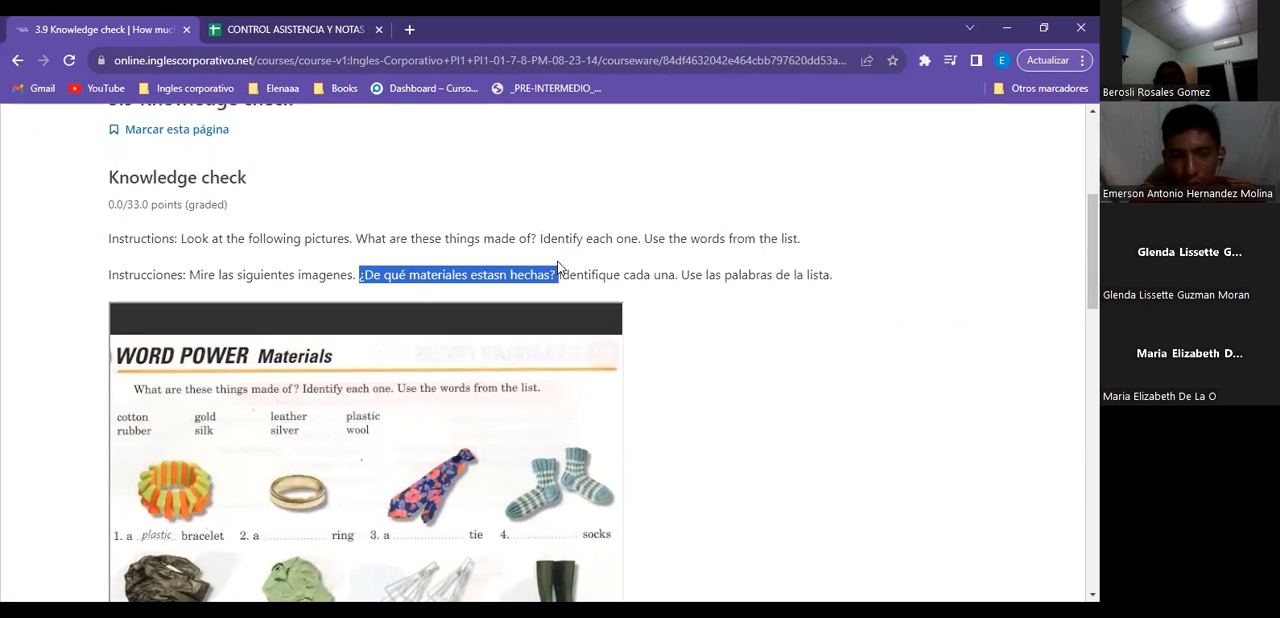 3.9 Knowledge check | How muc
CONTROL ASISTENCIA Y NOTAS
online.inglescorporativo.net/courses/course-v1:Ingles-Corporativo+PI1+PI1-01-7-8-PM-08-23-14/courseware/84df4632042e464cbb797620dd53a...
E
Actualizar
Gmail
YouTube
Ingles corporativo
Elenaaa
Books
Dashboard – Curso...
_PRE-INTERMEDIO_...
Otros marcadores
3.9 Knowledge check
Marcar esta página
Knowledge check
0.0/33.0 points (graded)
Instructions: Look at the following pictures. What are these things made of? Identify each one. Use the words from the list.
Instrucciones: Mire las siguientes imagenes. ¿De qué materiales estasn hechas? Identifique cada una. Use las palabras de la lista.
WORD POWER Materials
What are these things made of? Identify each one. Use the words from the list.
cotton gold leather plastic
rubber silk silver wool
1. a plastic bracelet 2. a ............ ring 3. a ............ tie 4. ............ socks
Berosli Rosales Gomez
Emerson Antonio Hernandez Molina
Glenda Lissette G...
Glenda Lissette Guzman Moran
Maria Elizabeth D...
Maria Elizabeth De La O